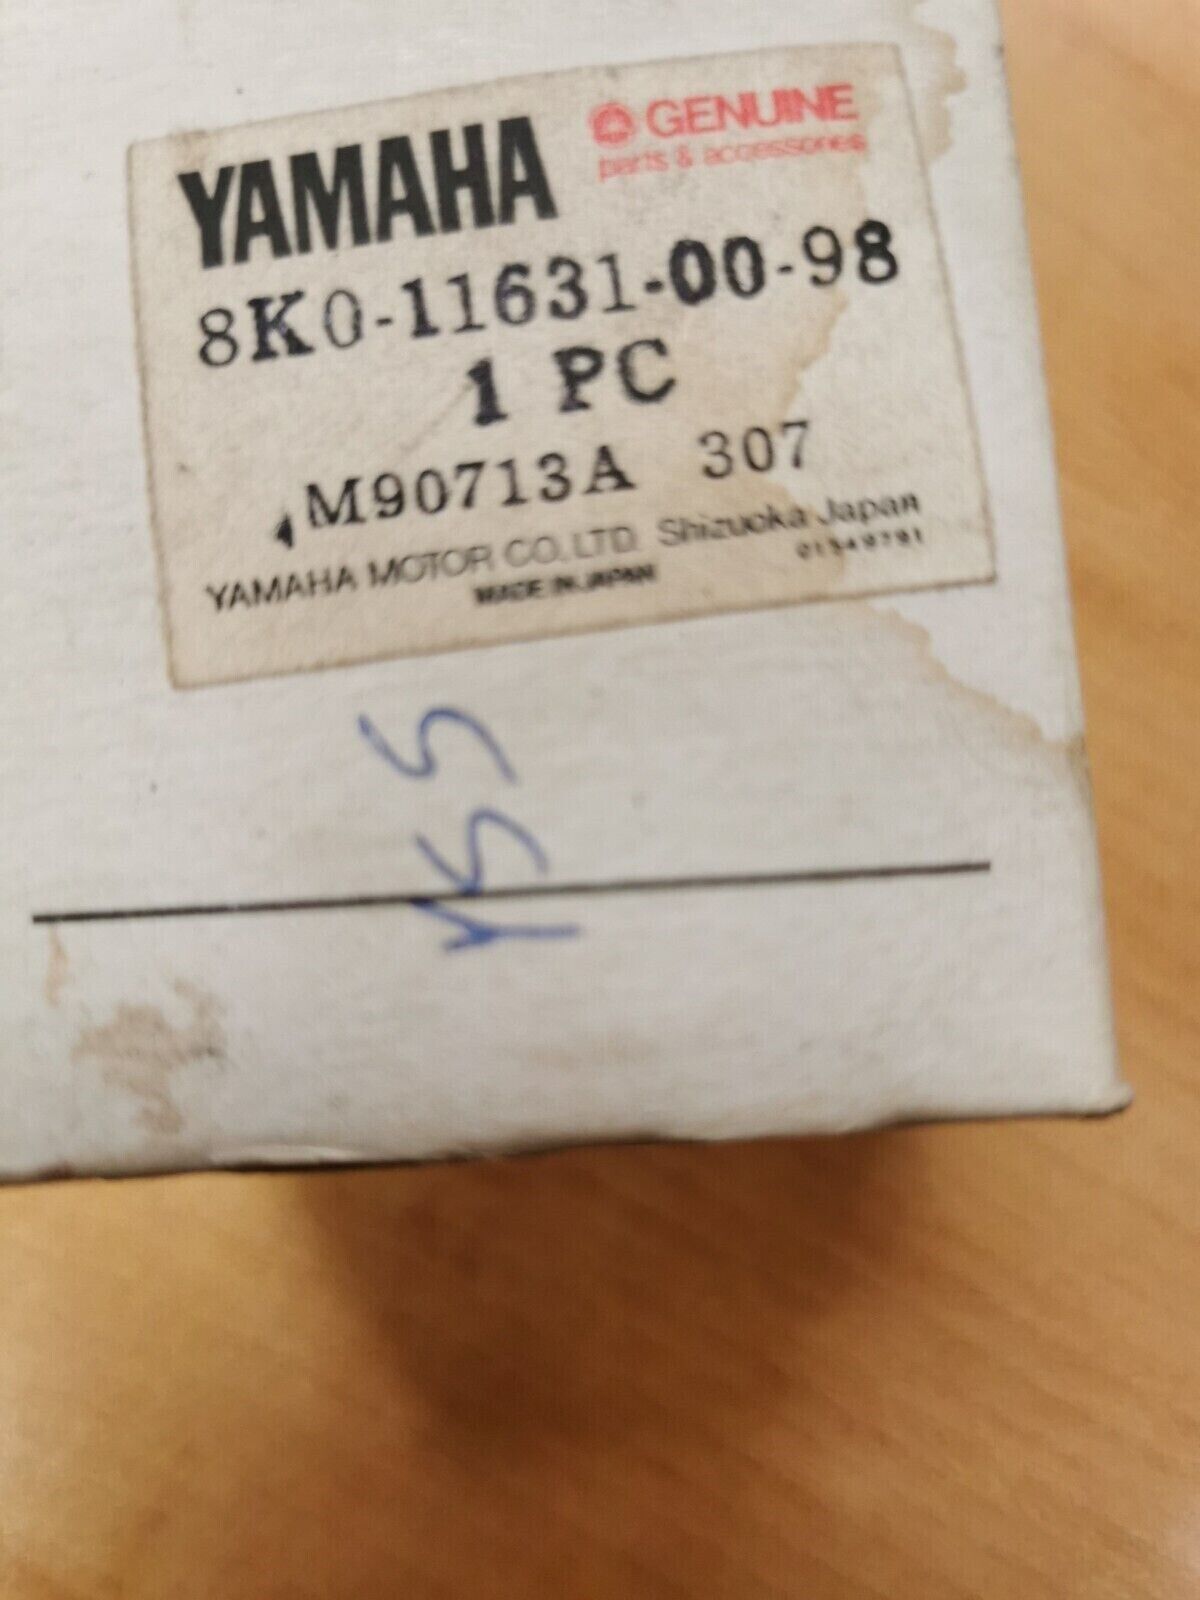 YAMAHA
GENUINE
parts & accessories
8K0-11631-00-98
1 PC
M90713A 307
YAMAHA MOTOR CO., LTD. Shizuoka Japan
MADE IN JAPAN
YSS